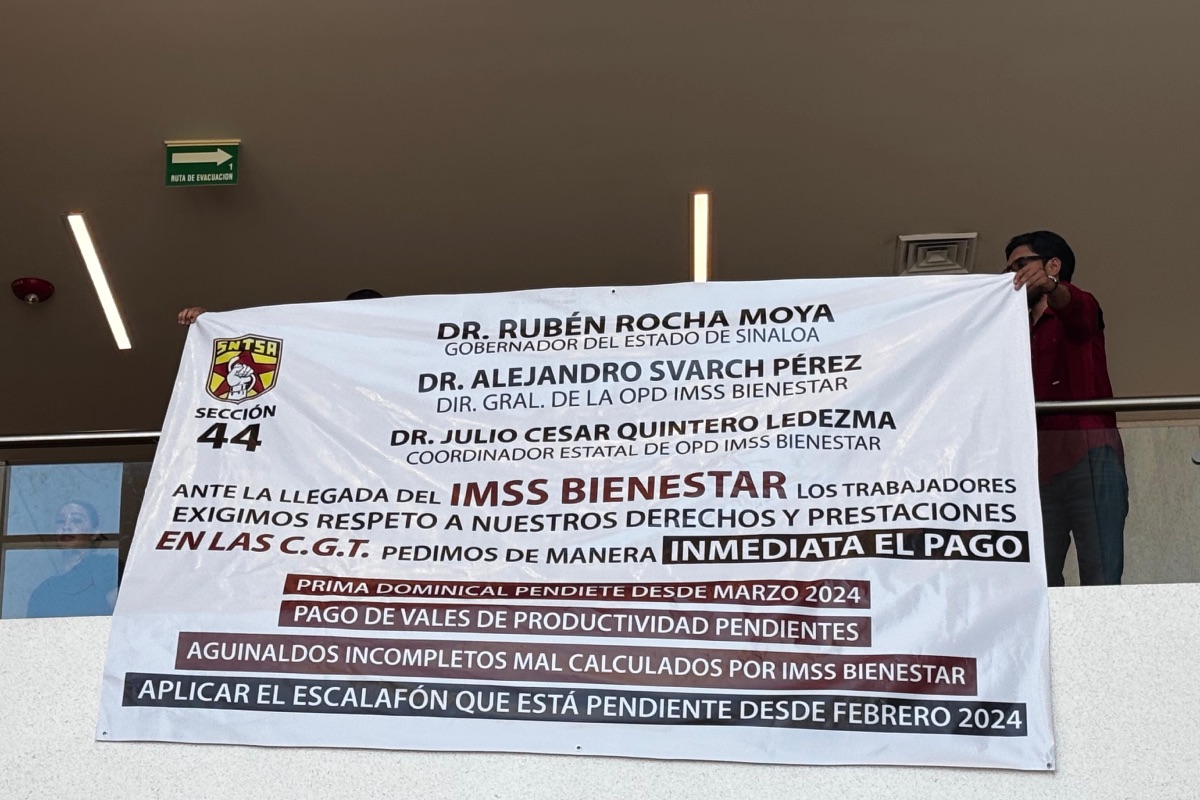 1
RUTA DE EVACUACIÓN
SNTSA
SECCIÓN
44
DR. RUBÉN ROCHA MOYA
GOBERNADOR DEL ESTADO DE SINALOA
DR. ALEJANDRO SVARCH PÉREZ
DIR. GRAL. DE LA OPD IMSS BIENESTAR
DR. JULIO CESAR QUINTERO LEDEZMA
COORDINADOR ESTATAL DE OPD IMSS BIENESTAR
ANTE LA LLEGADA DEL IMSS BIENESTAR LOS TRABAJADORES
EXIGIMOS RESPETO A NUESTROS DERECHOS Y PRESTACIONES
EN LAS C.G.T. PEDIMOS DE MANERA INMEDIATA EL PAGO
PRIMA DOMINICAL PENDIETE DESDE MARZO 2024
PAGO DE VALES DE PRODUCTIVIDAD PENDIENTES
AGUINALDOS INCOMPLETOS MAL CALCULADOS POR IMSS BIENESTAR
APLICAR EL ESCALAFÓN QUE ESTÁ PENDIENTE DESDE FEBRERO 2024